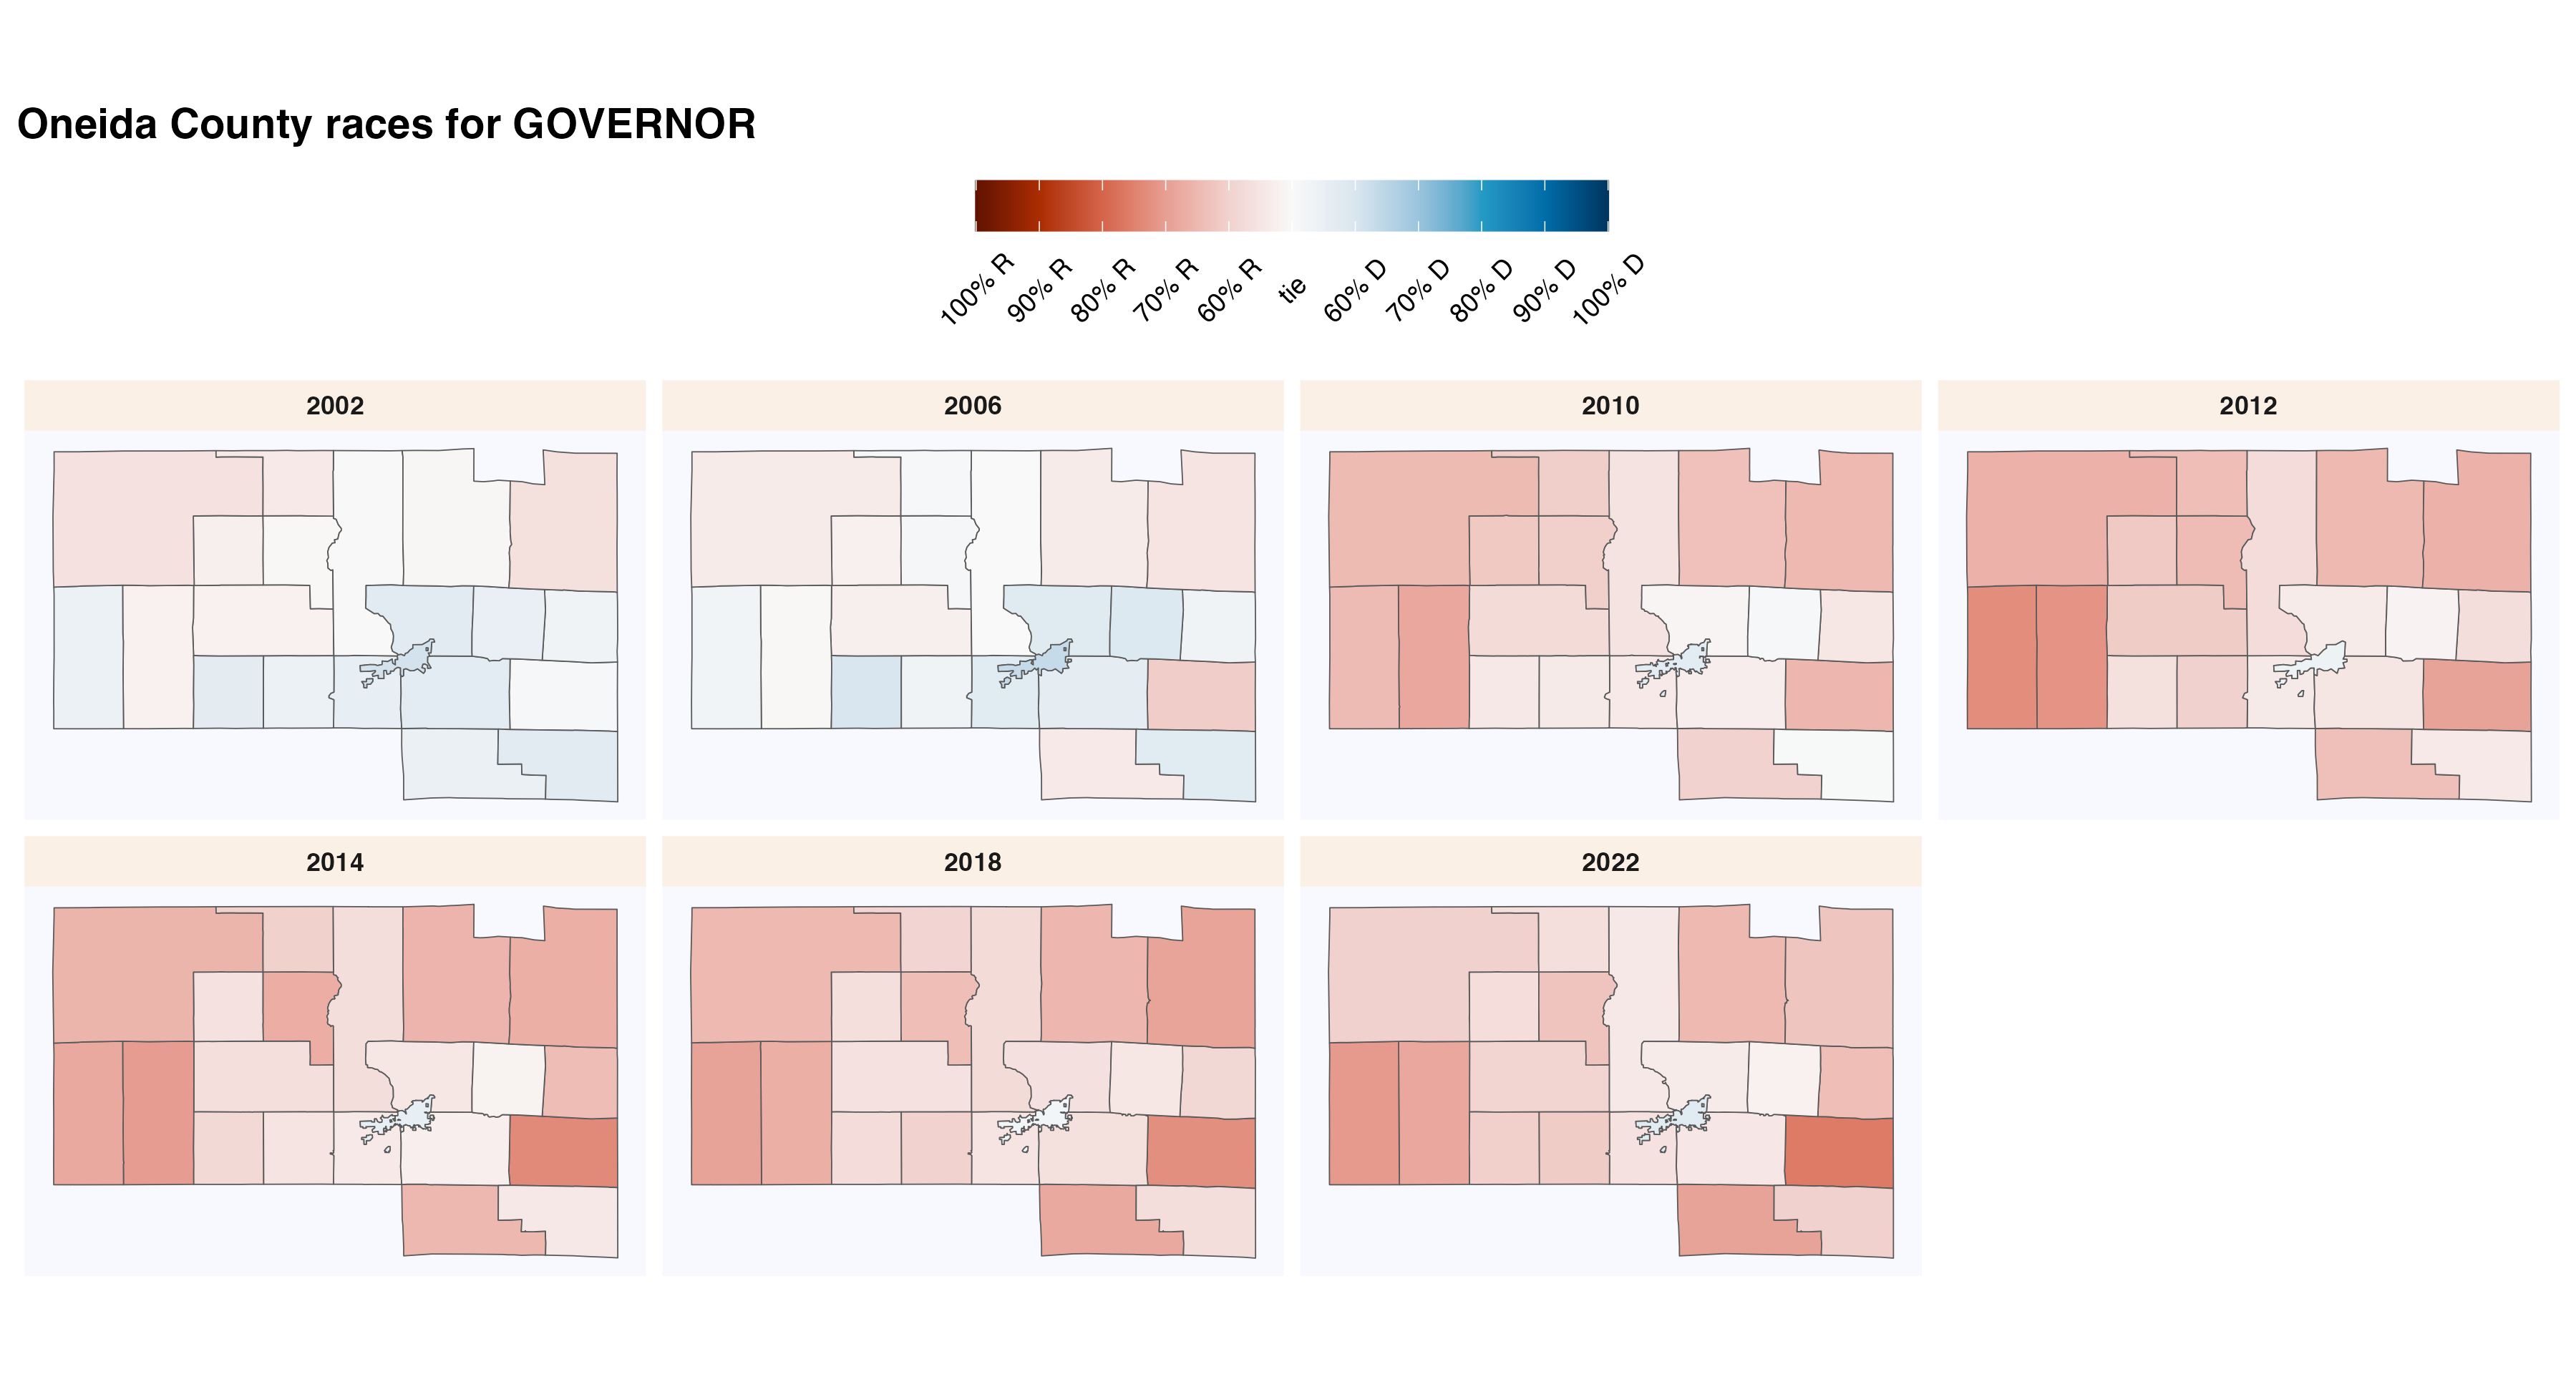 Oneida County races for GOVERNOR
100% R 90% R 80% R 70% R 60% R tie 60% D 70% D 80% D 90% D 100% D
2002 2006 2010 2012
2014 2018 2022